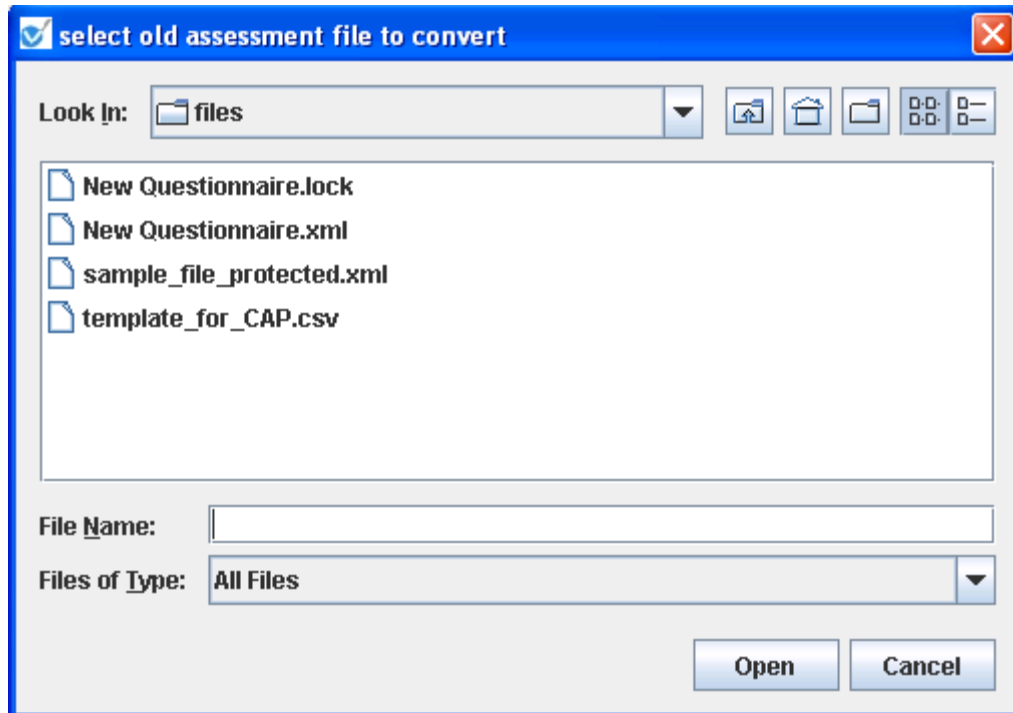 select old assessment file to convert
Look In: files
New Questionnaire.lock
New Questionnaire.xml
sample_file_protected.xml
template_for_CAP.csv
File Name:
Files of Type: All Files
Open Cancel